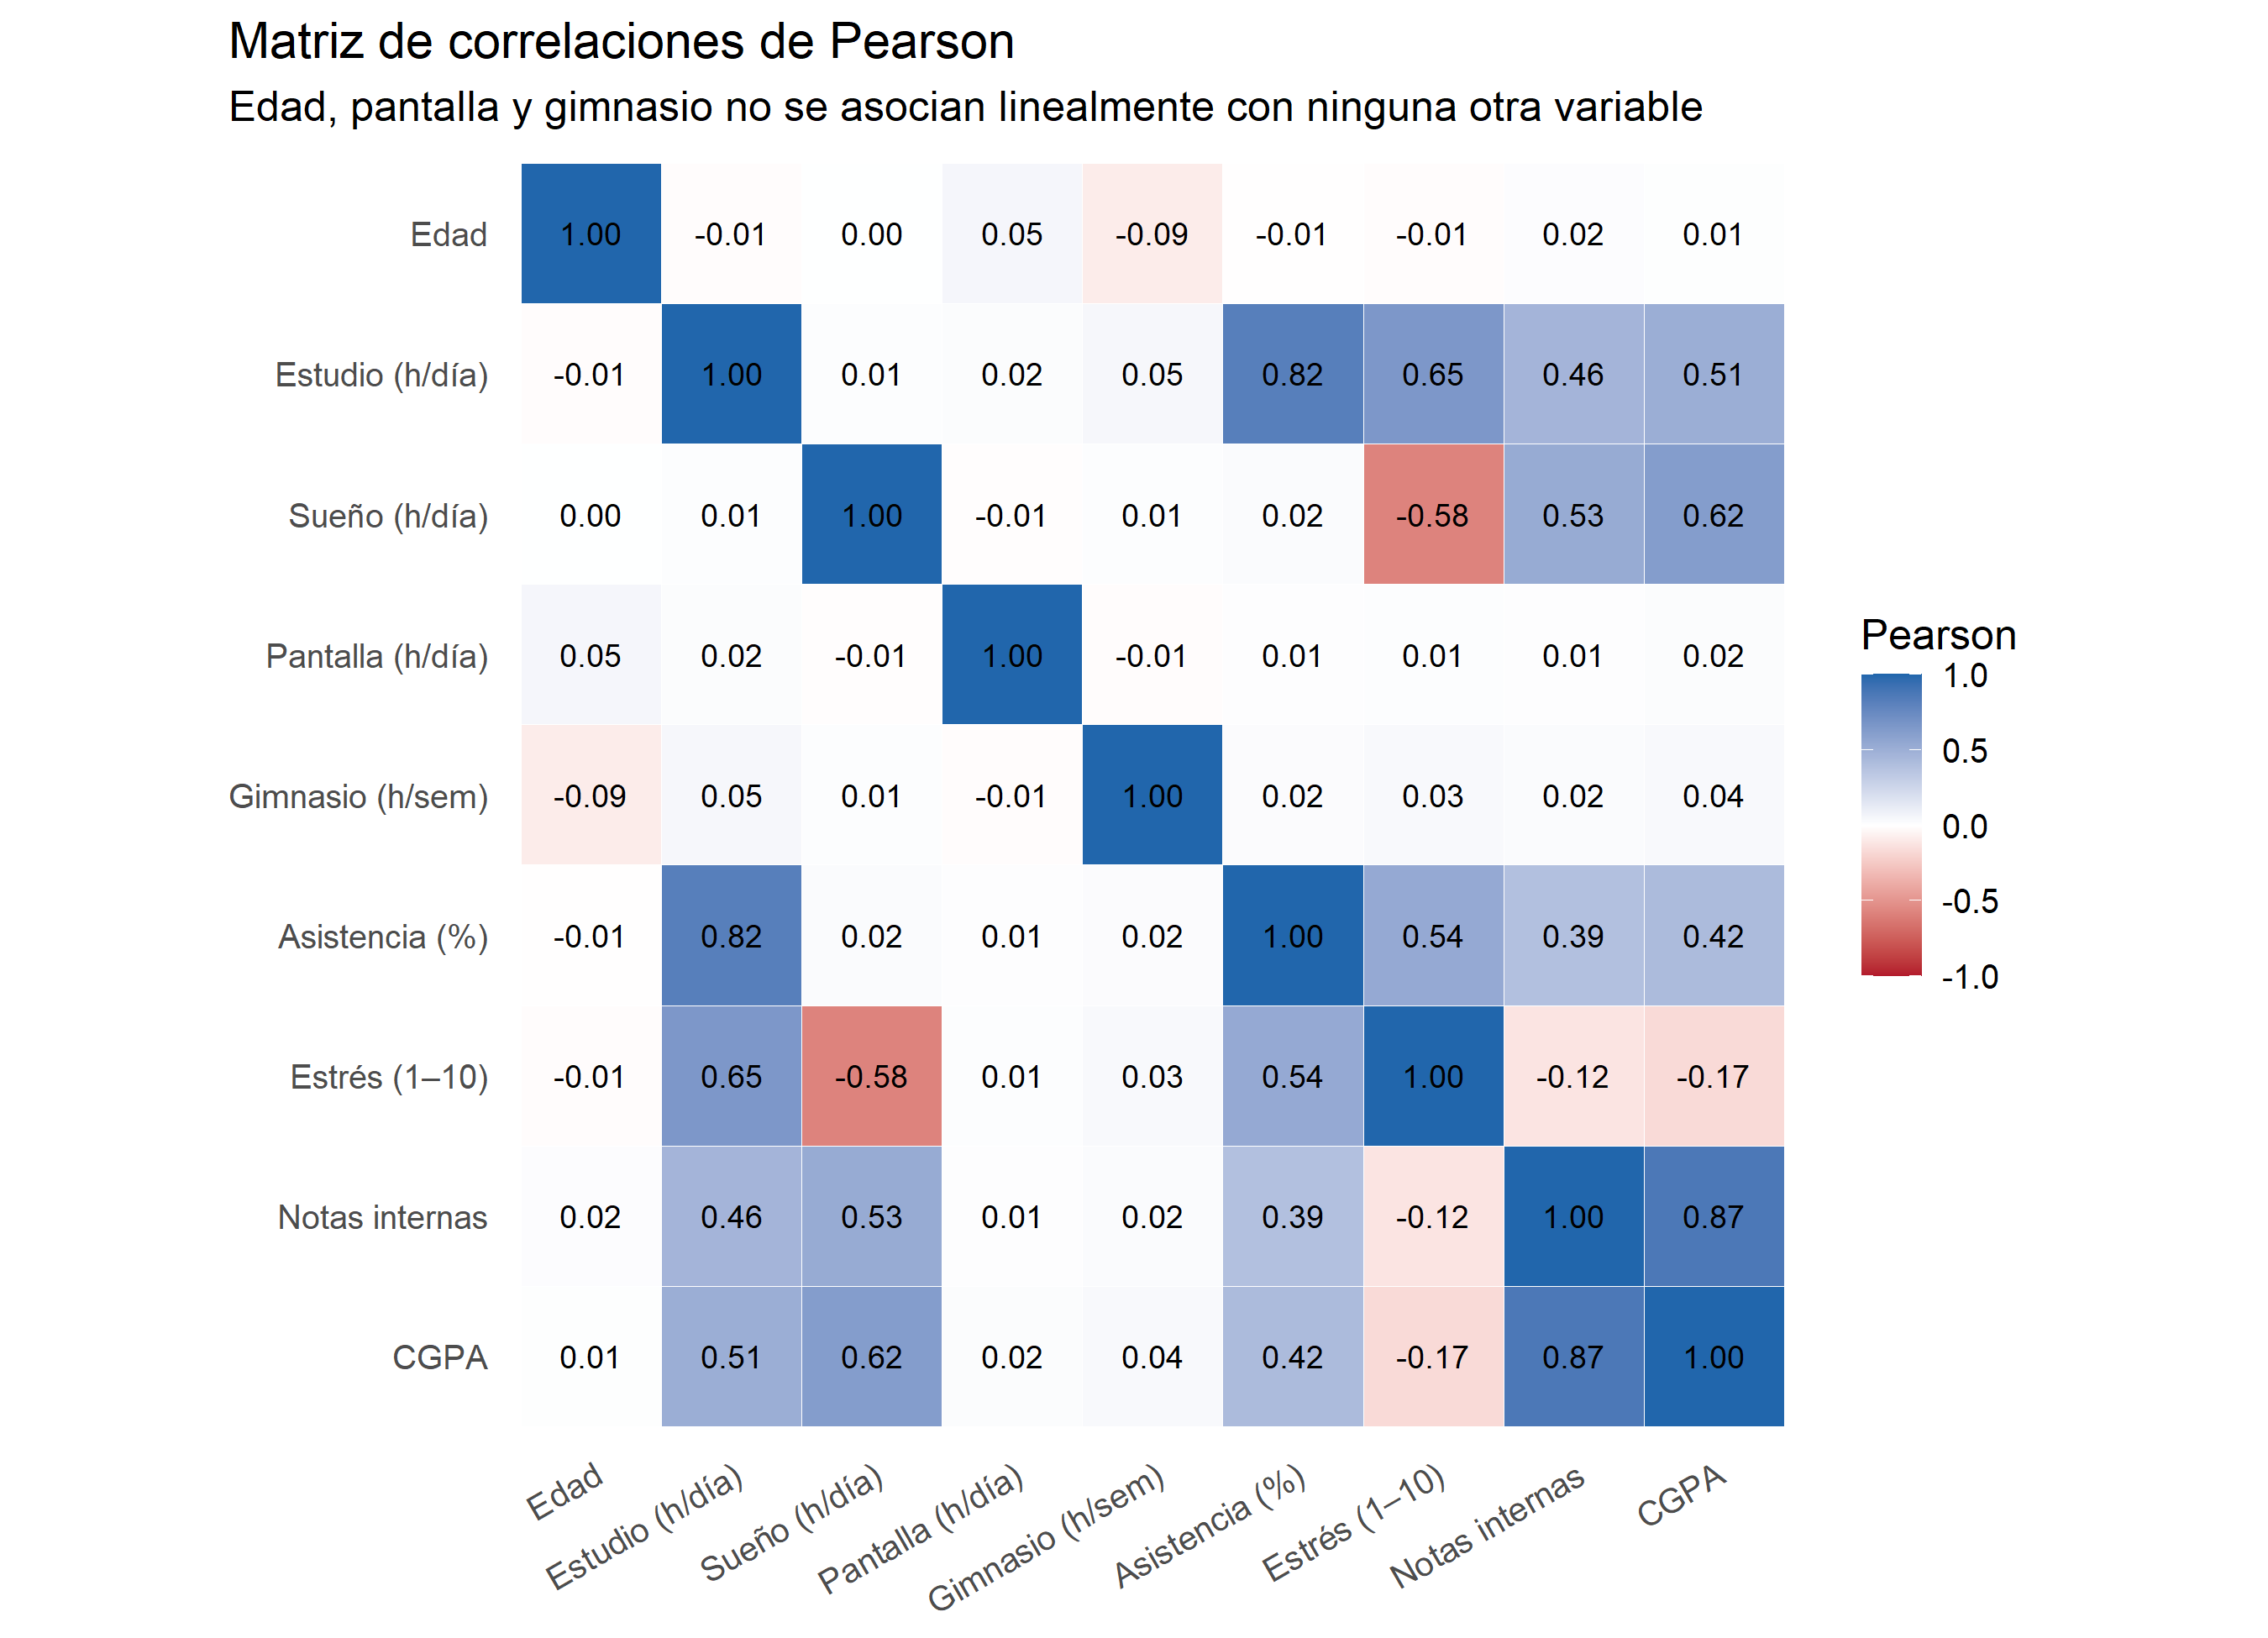 Matriz de correlaciones de Pearson
Edad, pantalla y gimnasio no se asocian linealmente con ninguna otra variable
Edad 1.00 -0.01 0.00 0.05 -0.09 -0.01 -0.01 0.02 0.01
Estudio (h/día) -0.01 1.00 0.01 0.02 0.05 0.82 0.65 0.46 0.51
Sueño (h/día) 0.00 0.01 1.00 -0.01 0.01 0.02 -0.58 0.53 0.62
Pantalla (h/día) 0.05 0.02 -0.01 1.00 -0.01 0.01 0.01 0.01 0.02
Gimnasio (h/sem) -0.09 0.05 0.01 -0.01 1.00 0.02 0.03 0.02 0.04
Asistencia (%) -0.01 0.82 0.02 0.01 0.02 1.00 0.54 0.39 0.42
Estrés (1–10) -0.01 0.65 -0.58 0.01 0.03 0.54 1.00 -0.12 -0.17
Notas internas 0.02 0.46 0.53 0.01 0.02 0.39 -0.12 1.00 0.87
CGPA 0.01 0.51 0.62 0.02 0.04 0.42 -0.17 0.87 1.00
Edad
Estudio (h/día)
Sueño (h/día)
Pantalla (h/día)
Gimnasio (h/sem)
Asistencia (%)
Estrés (1–10)
Notas internas
CGPA
Pearson
1.0
0.5
0.0
-0.5
-1.0